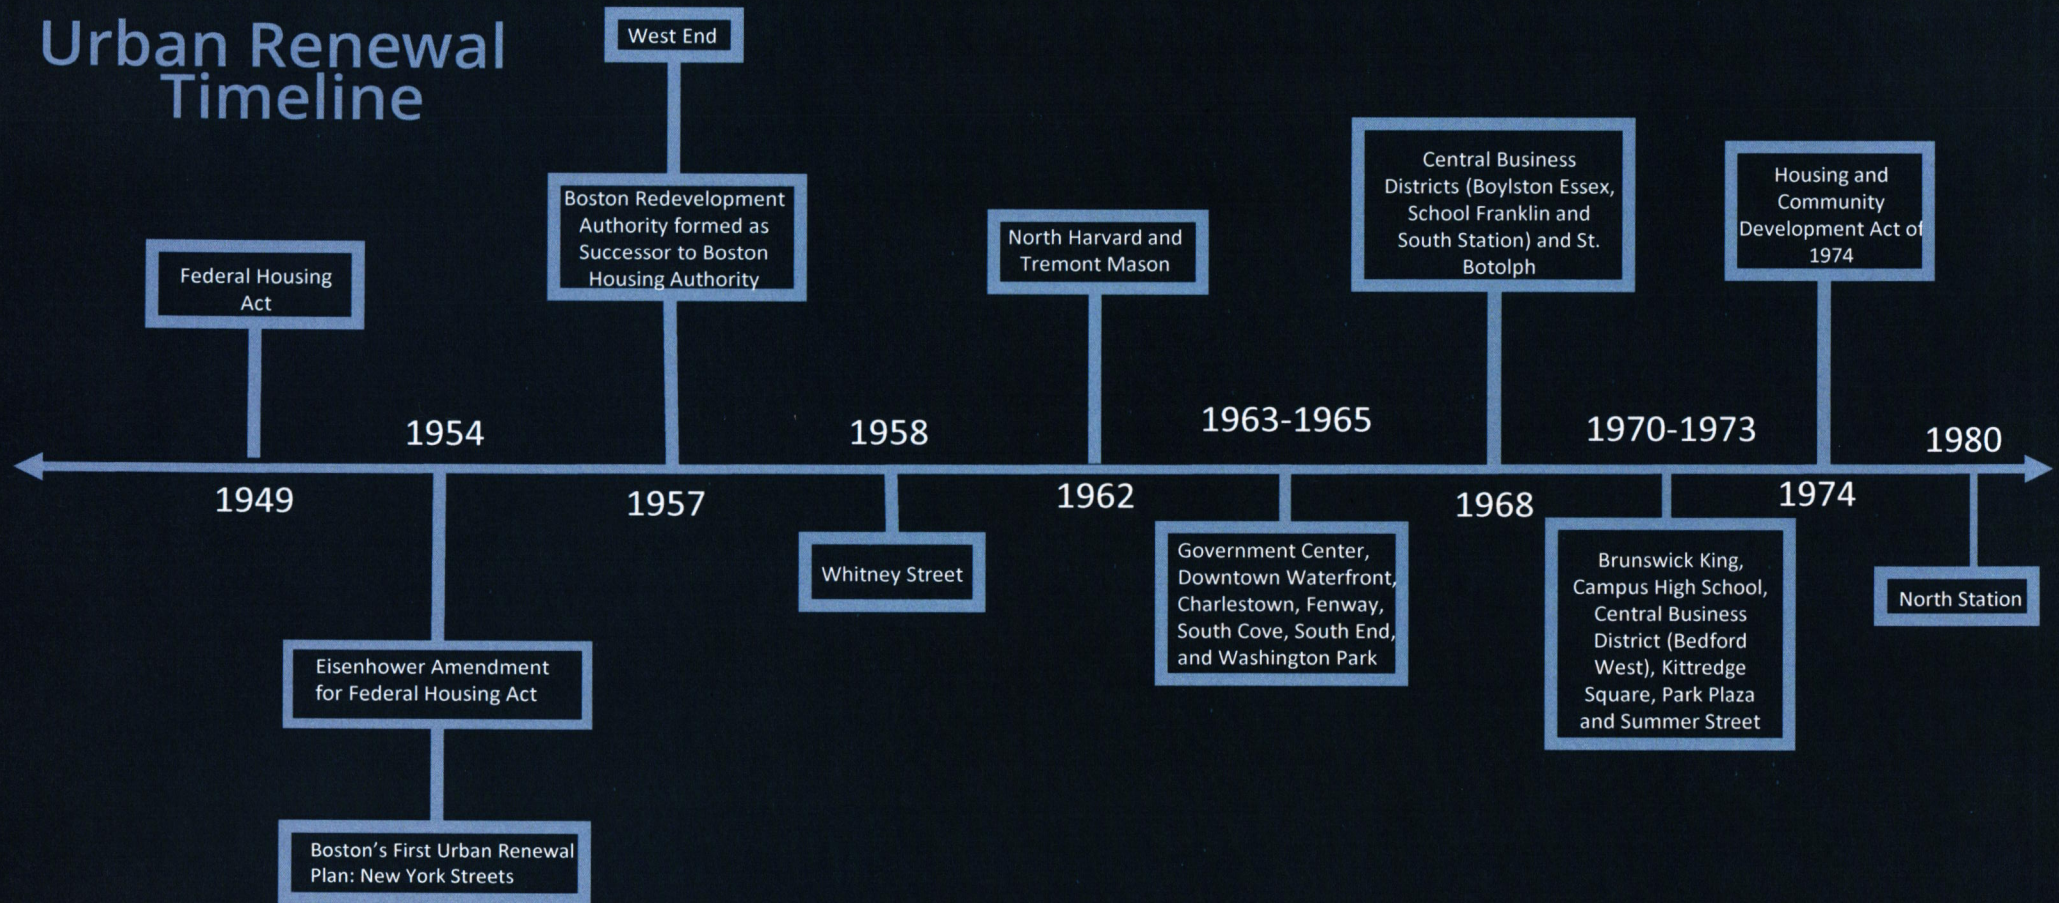 Urban Renewal
Timeline
West End
Boston Redevelopment
Authority formed as
Successor to Boston
Housing Authority
Federal Housing
Act
North Harvard and
Tremont Mason
Central Business
Districts (Boylston Essex,
School Franklin and
South Station) and St.
Botolph
Housing and
Community
Development Act of
1974
1949
1954
1957
1958
1962
1963-1965
1968
1970-1973
1974
1980
Eisenhower Amendment
for Federal Housing Act
Boston’s First Urban Renewal
Plan: New York Streets
Whitney Street
Government Center,
Downtown Waterfront,
Charlestown, Fenway,
South Cove, South End,
and Washington Park
Brunswick King,
Campus High School,
Central Business
District (Bedford
West), Kittredge
Square, Park Plaza
and Summer Street
North Station